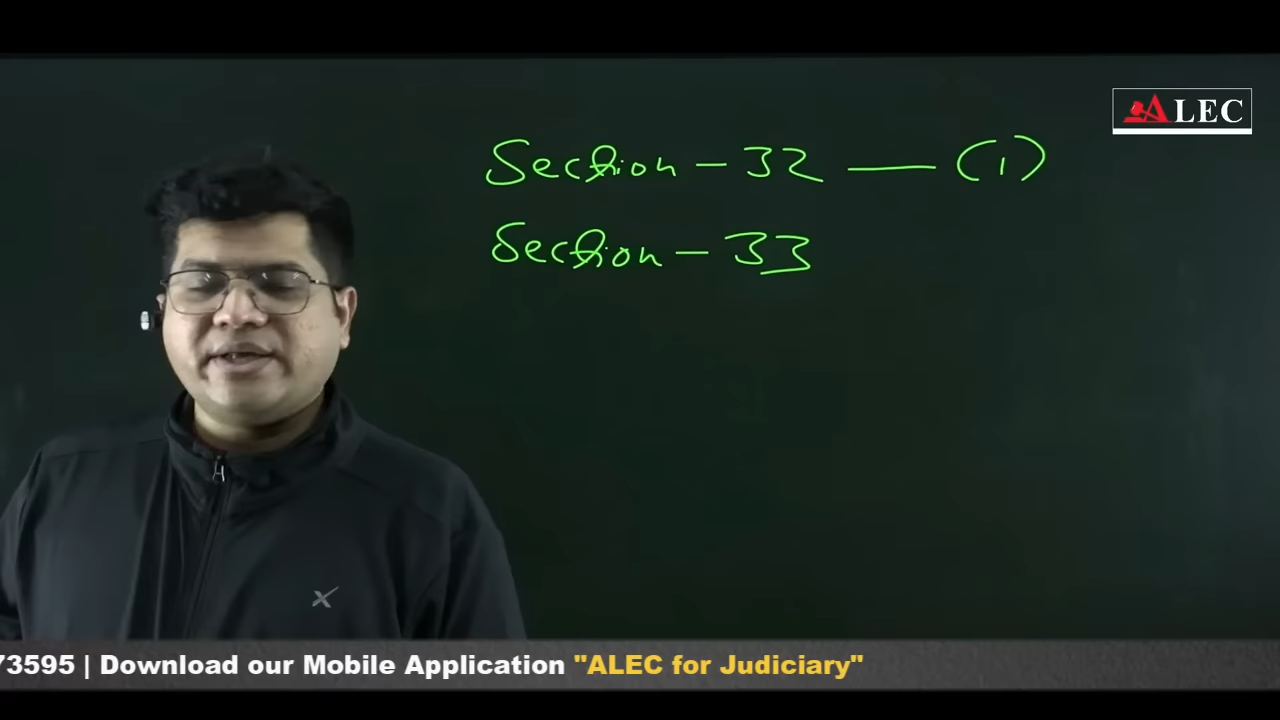 ALEC
Section - 32 — (1)
Section - 33
73595 | Download our Mobile Application "ALEC for Judiciary"